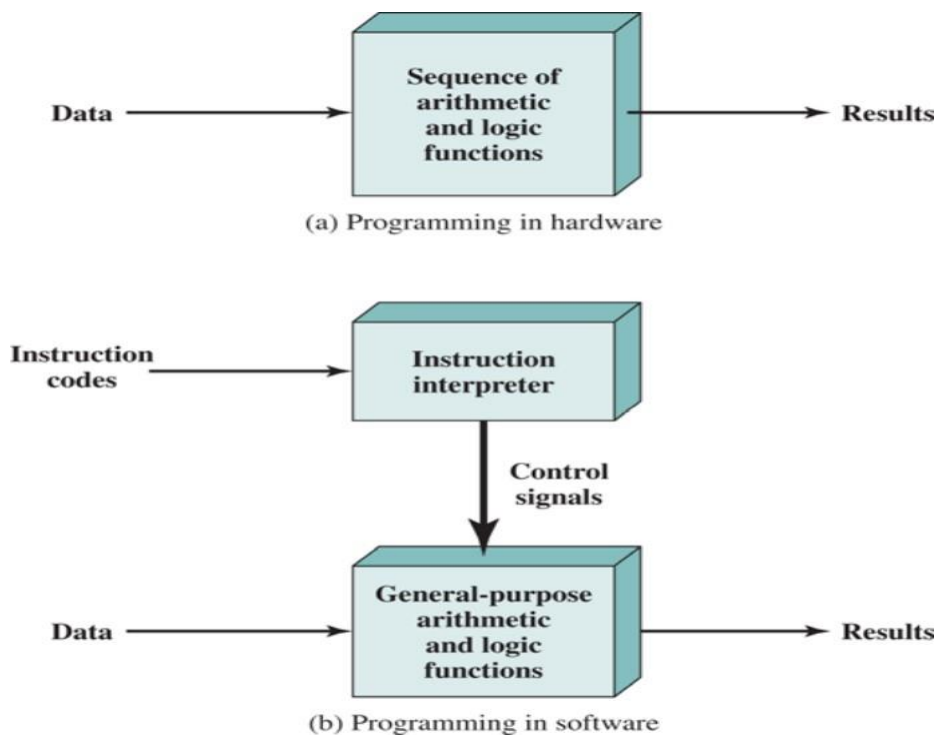 Sequence of
arithmetic
and logic
functions
Data
Results
(a) Programming in hardware
Instruction
codes
Instruction
interpreter
Control
signals
General-purpose
arithmetic
and logic
functions
Data
Results
(b) Programming in software